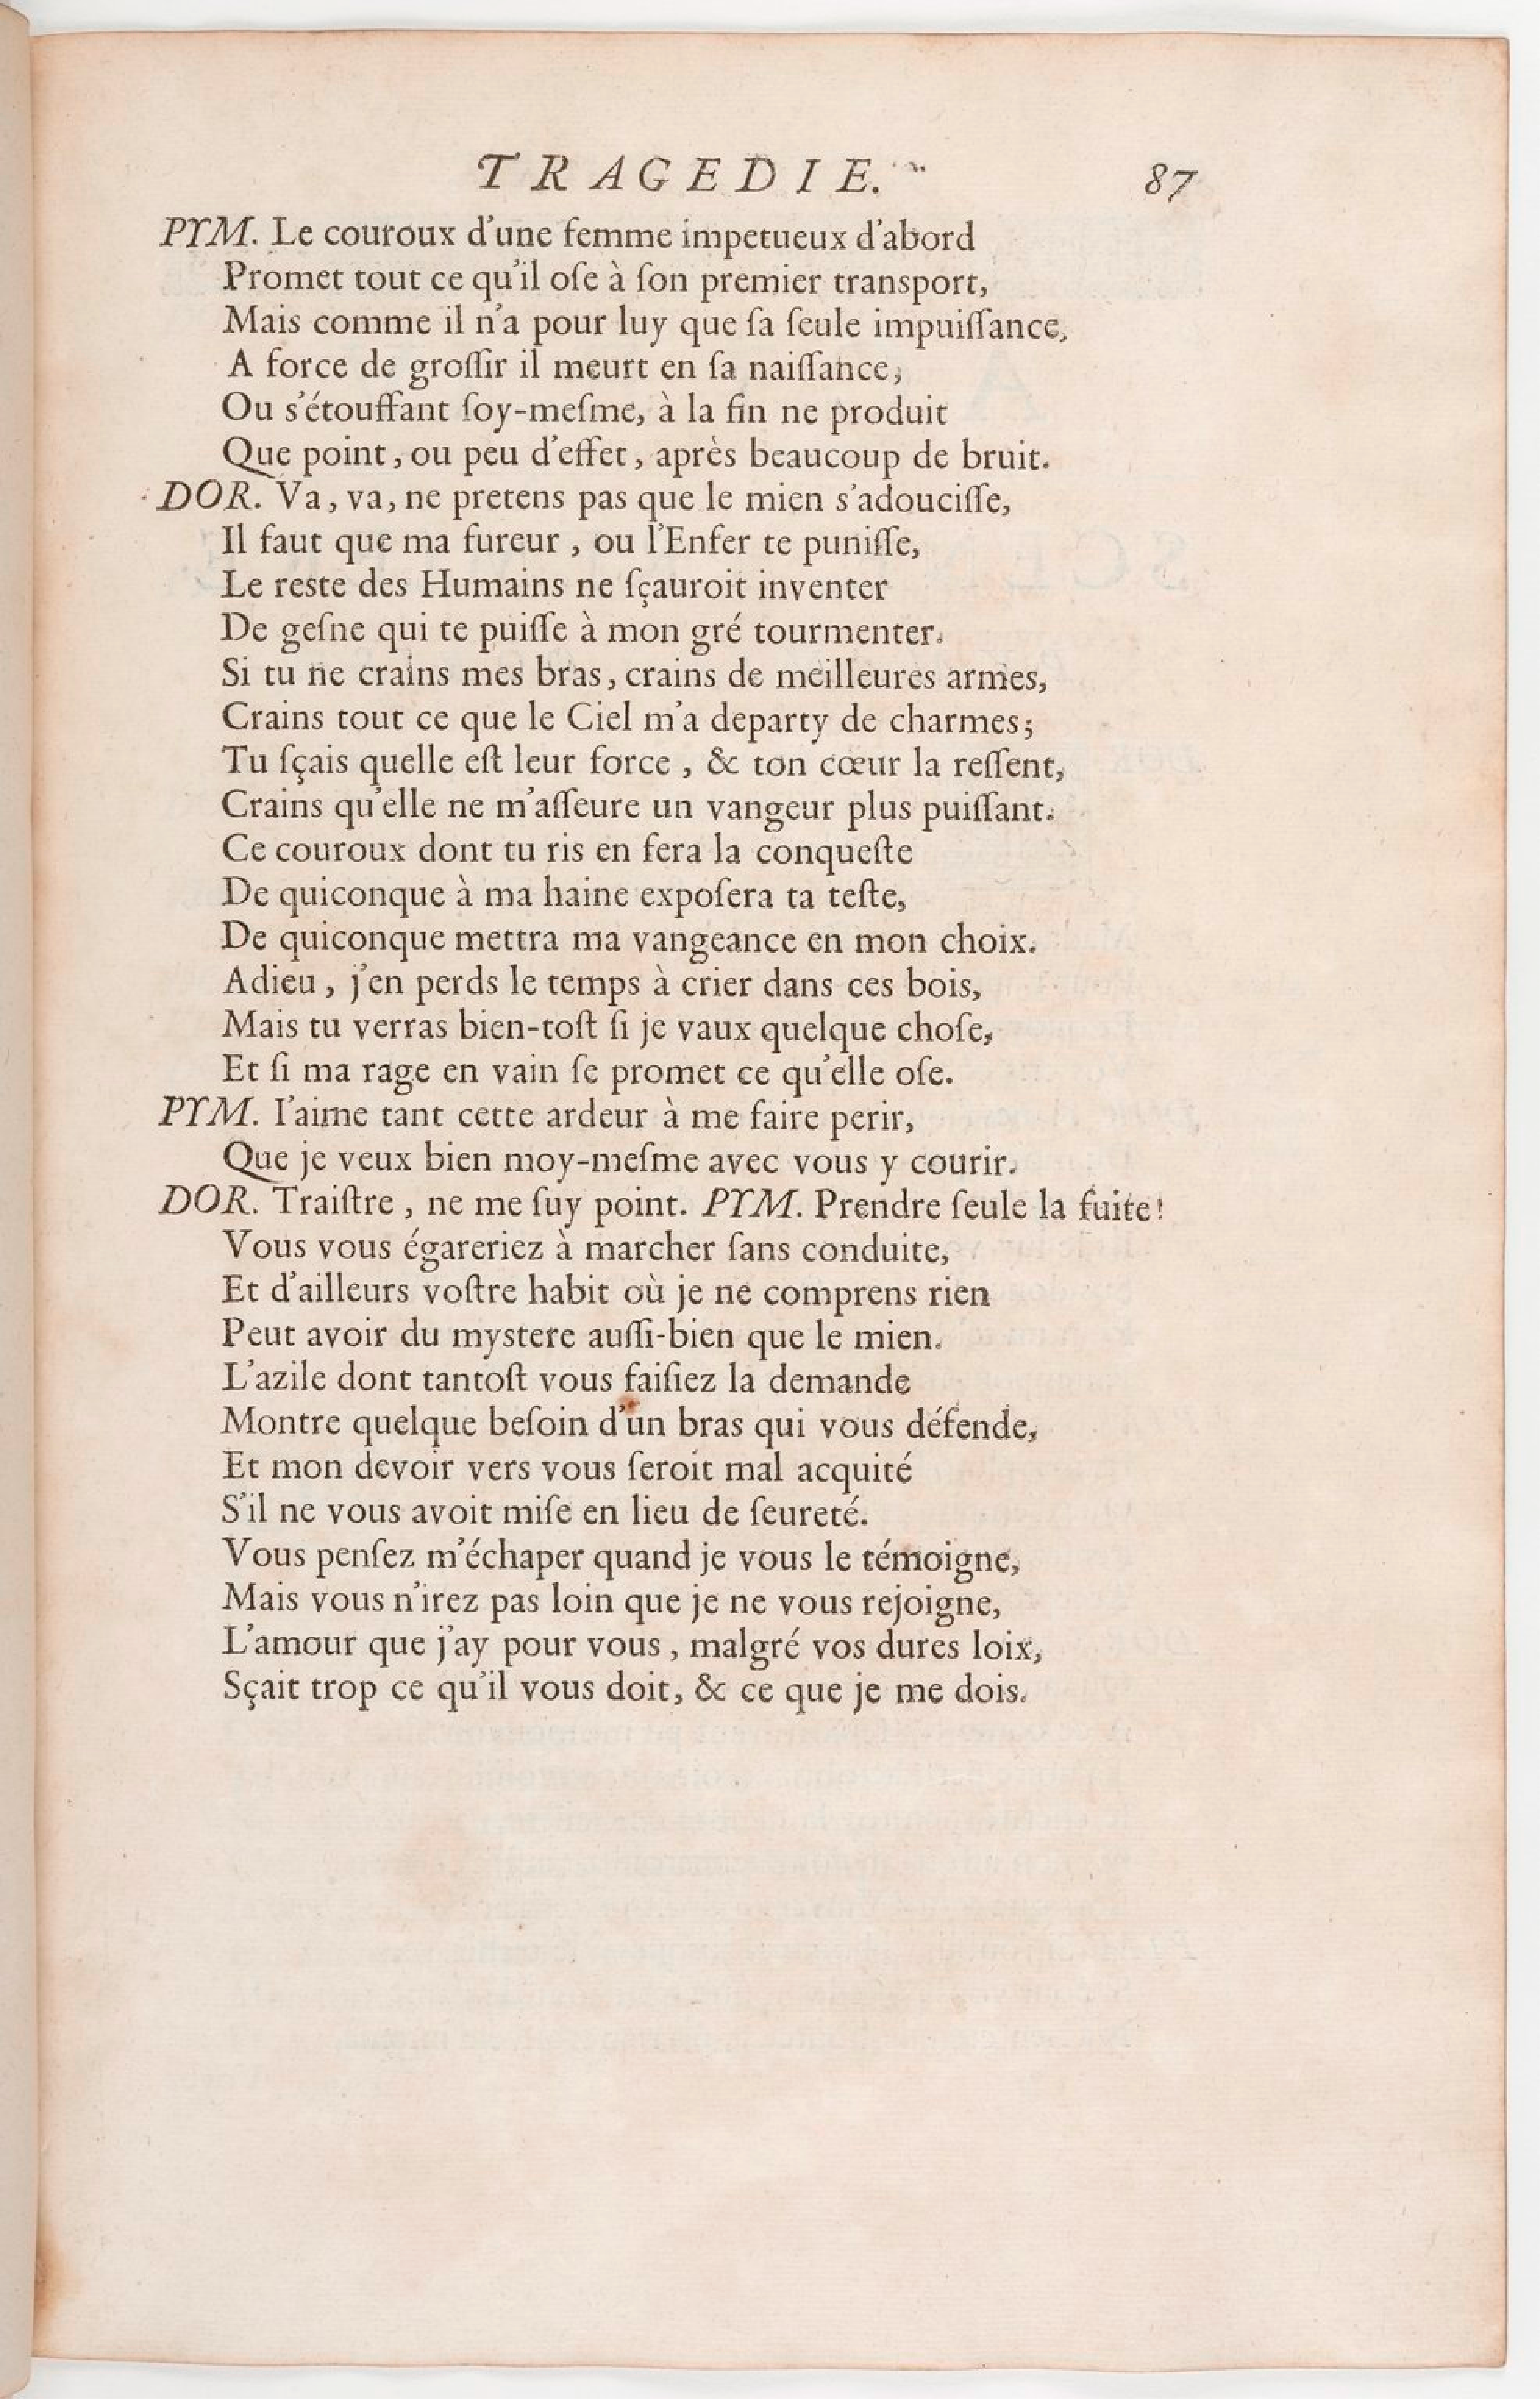 TRAGEDIE. 87
PYM. Le couroux d'une femme impetueux d'abord
Promet tout ce qu'il oſe à ſon premier transport,
Mais comme il n'a pour luy que ſa ſeule impuiſſance,
A force de groſſir il meurt en ſa naiſſance;
Ou s'étouffant ſoy-meſme, à la fin ne produit
Que point, ou peu d'effet, après beaucoup de bruit.
DOR. Va, va, ne pretens pas que le mien s'adouciſſe,
Il faut que ma fureur, ou l'Enfer te puniſſe,
Le reste des Humains ne ſçauroit inventer
De geſne qui te puiſſe à mon gré tourmenter.
Si tu ne crains mes bras, crains de meilleures armes,
Crains tout ce que le Ciel m'a departy de charmes;
Tu ſçais quelle eſt leur force, & ton cœur la reſſent,
Crains qu'elle ne m'aſſeure un vangeur plus puiſſant.
Ce couroux dont tu ris en fera la conqueſte
De quiconque à ma haine expoſera ta teſte,
De quiconque mettra ma vangeance en mon choix.
Adieu, j'en perds le temps à crier dans ces bois,
Mais tu verras bien-toſt ſi je vaux quelque choſe,
Et ſi ma rage en vain ſe promet ce qu'elle oſe.
PYM. I'aime tant cette ardeur à me faire perir,
Que je veux bien moy-meſme avec vous y courir.
DOR. Traiſtre, ne me ſuy point. PYM. Prendre ſeule la fuite!
Vous vous égareriez à marcher ſans conduite,
Et d'ailleurs voſtre habit où je ne comprens rien
Peut avoir du mystere auſſi-bien que le mien.
L'azile dont tantoſt vous faiſiez la demande
Montre quelque beſoin d'un bras qui vous défende,
Et mon devoir vers vous ſeroit mal acquité
S'il ne vous avoit miſe en lieu de ſeureté.
Vous penſez m'échaper quand je vous le témoigne,
Mais vous n'irez pas loin que je ne vous rejoigne,
L'amour que j'ay pour vous, malgré vos dures loix,
Sçait trop ce qu'il vous doit, & ce que je me dois.